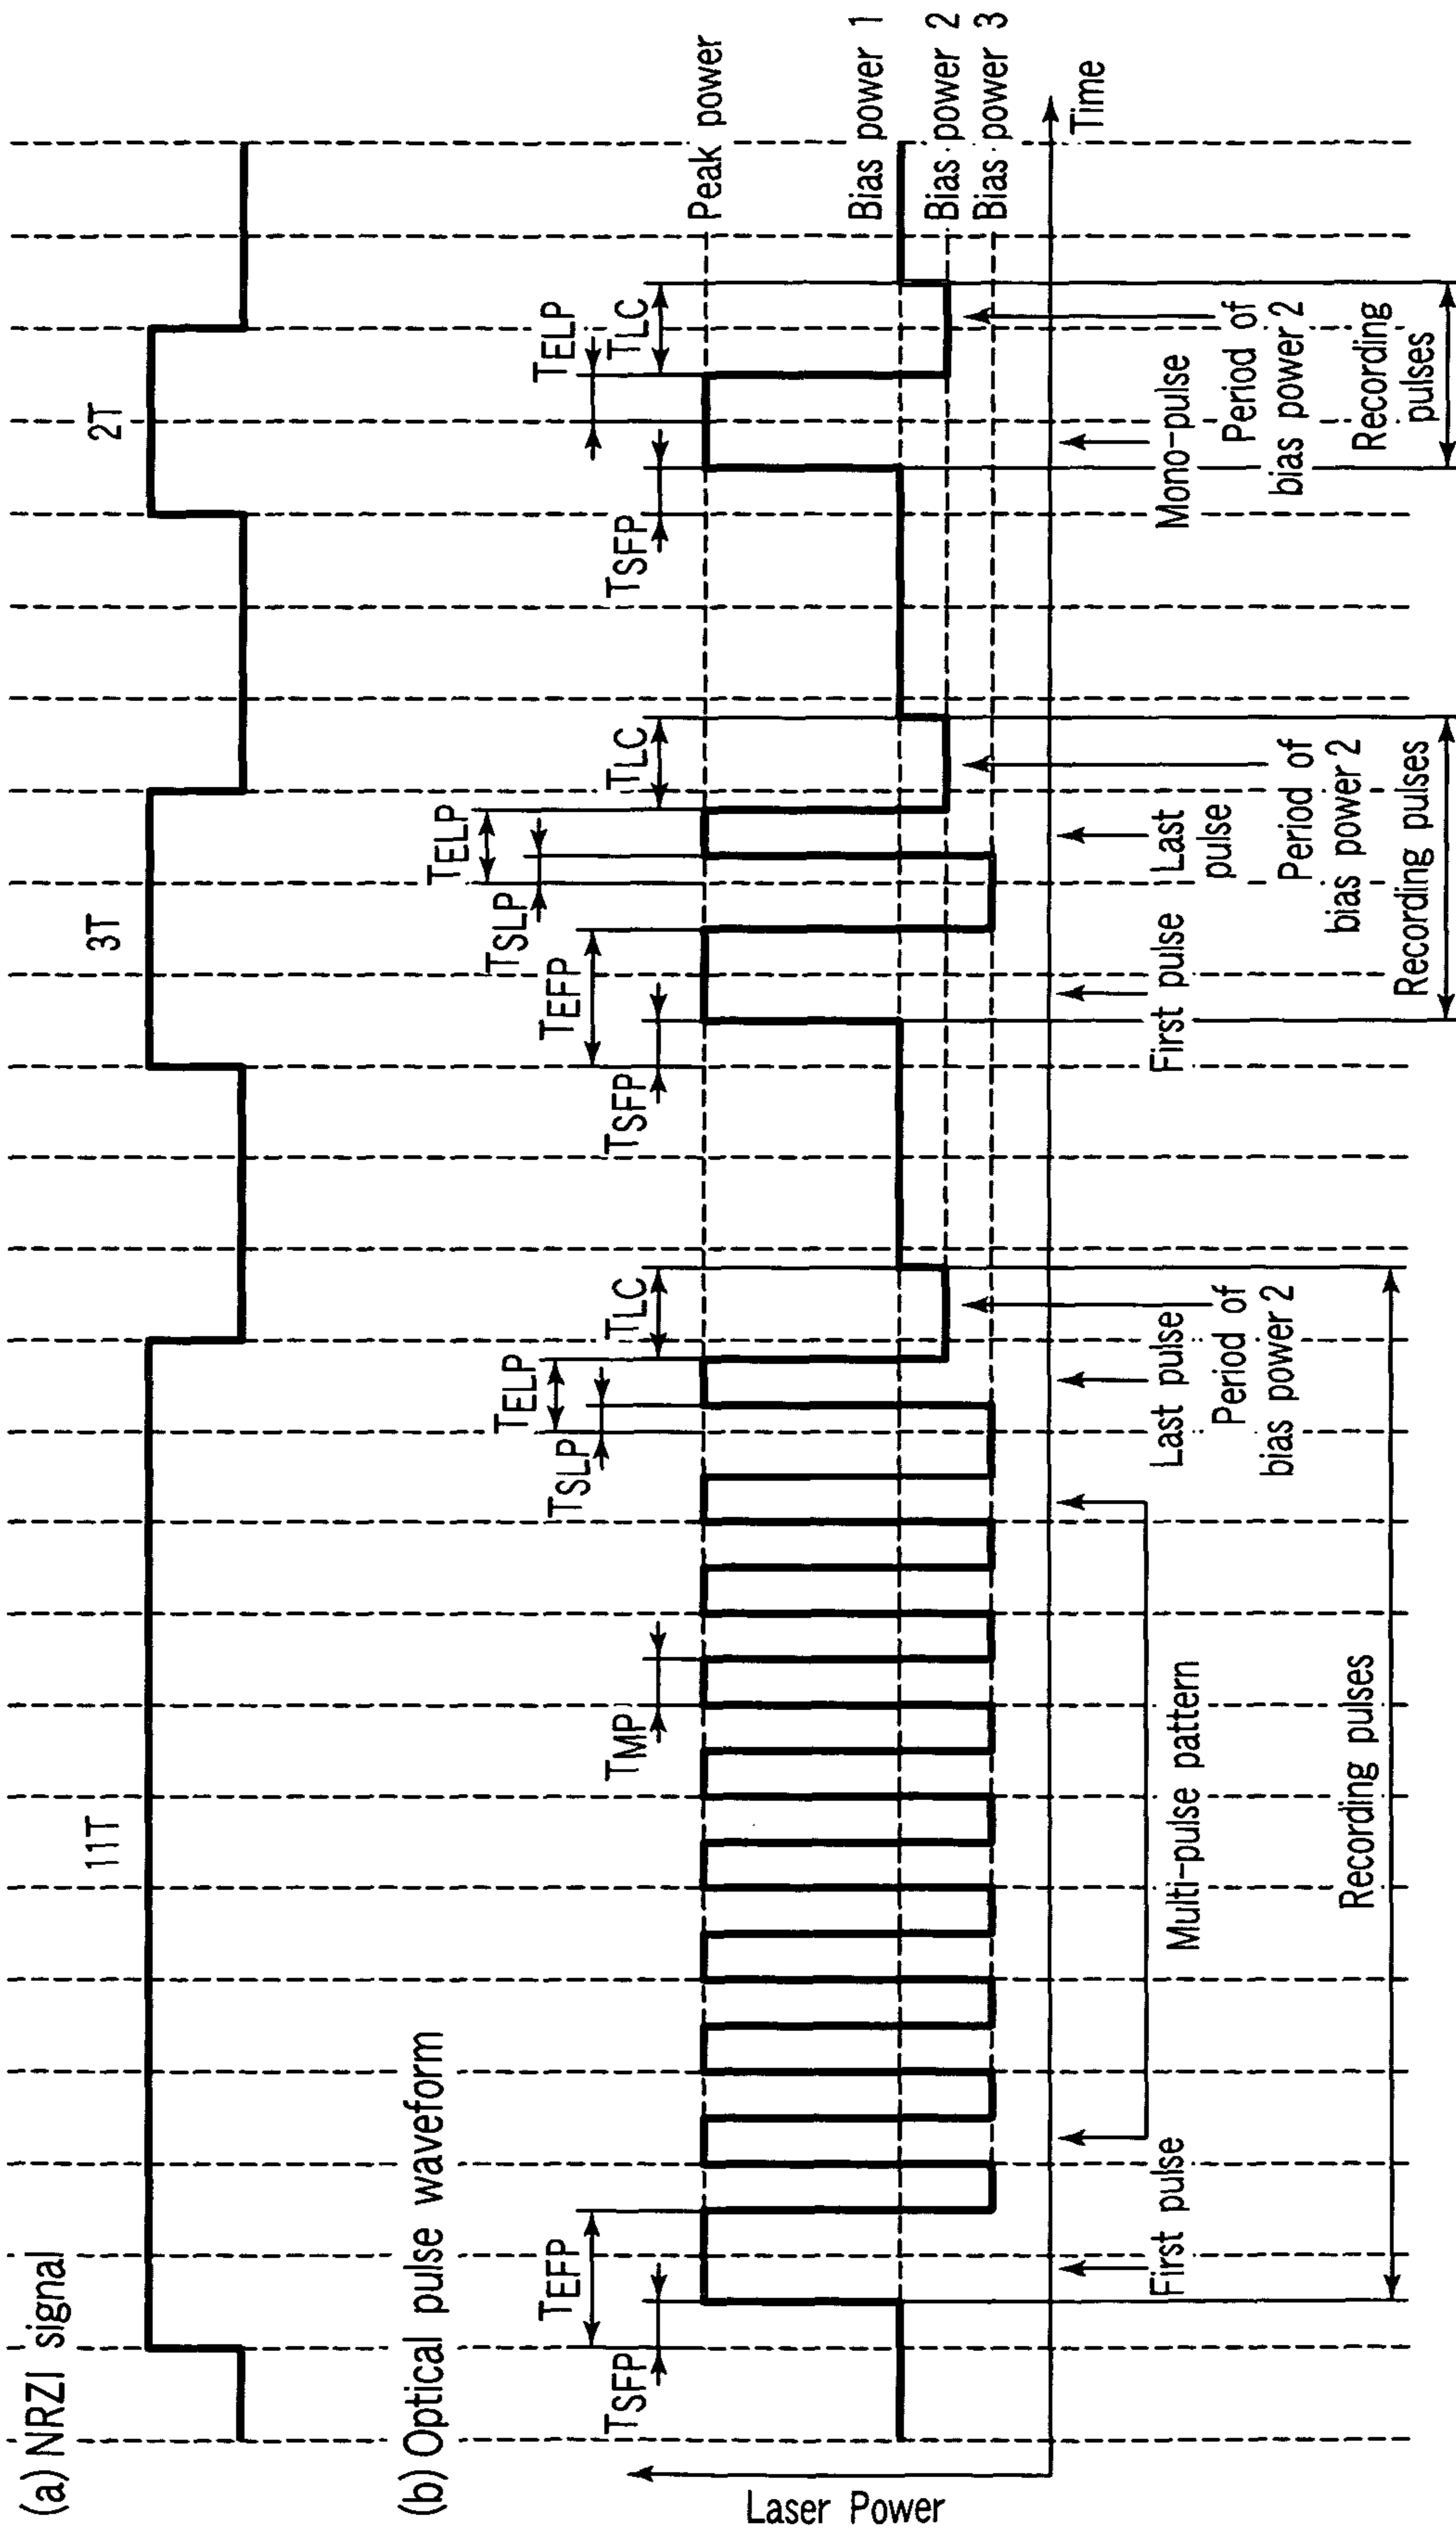 (a) NRZI signal
11T
3T
2T
(b) Optical pulse waveform
Laser Power
TSFP
TEFP
TMP
TSLP
TELP
TLC
TSFP
TEFP
TSLP
TELP
TLC
TSFP
TELP
TLC
Peak power
Bias power 1
Bias power 2
Bias power 3
Time
First pulse
Multi-pulse pattern
Last pulse
Period of
bias power 2
Recording pulses
First pulse
Last
pulse
Period of
bias power 2
Recording pulses
Mono-pulse
Period of
bias power 2
Recording
pulses